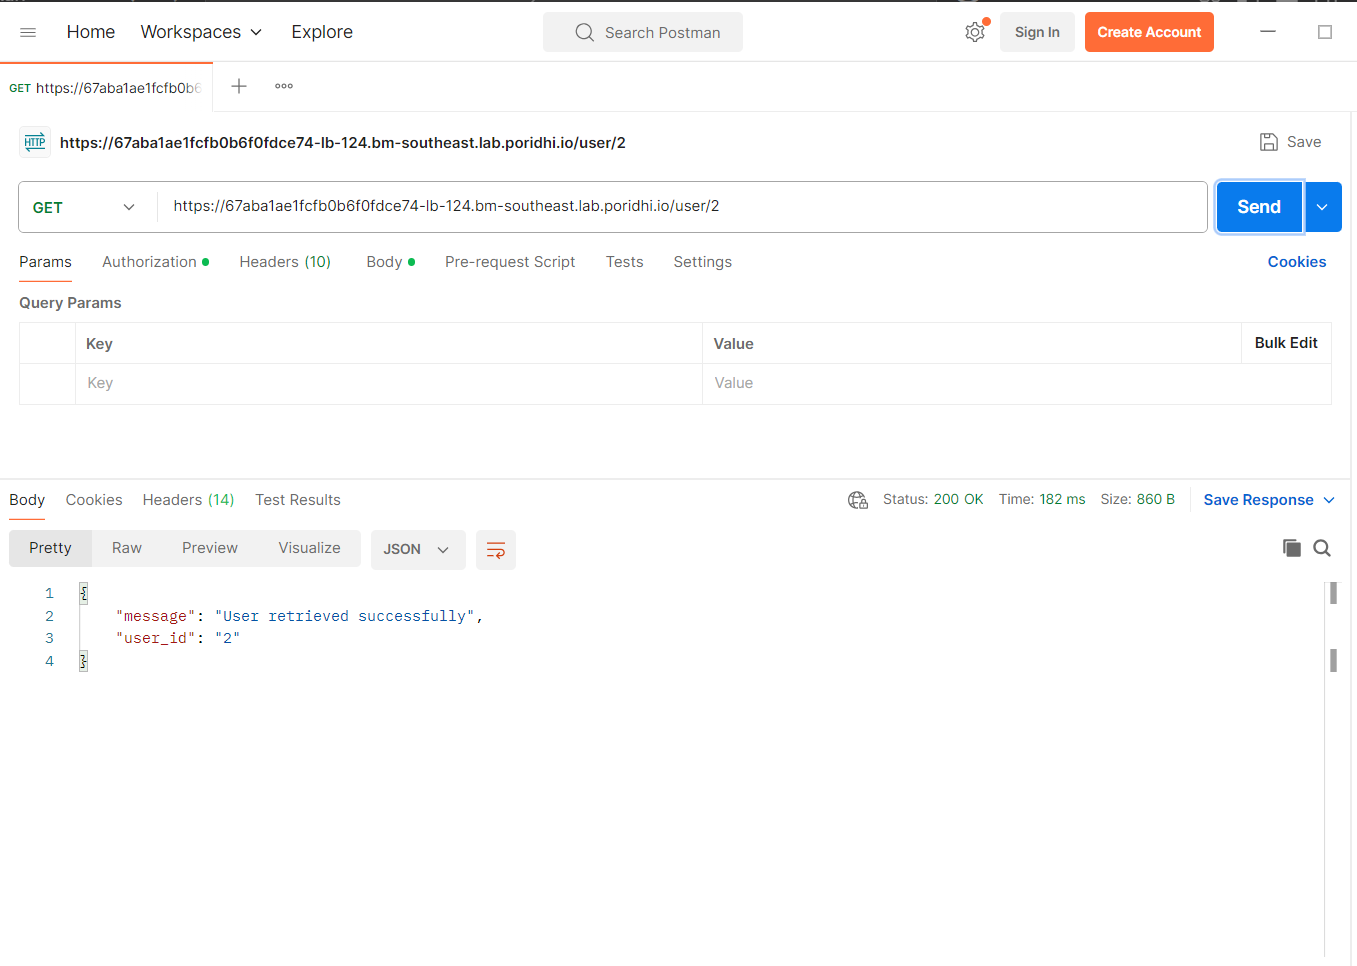 Home Workspaces Explore Search Postman Sign In Create Account
GET https://67aba1ae1fcfb0b6
HTTP https://67aba1ae1fcfb0b6f0fdce74-lb-124.bm-southeast.lab.poridhi.io/user/2 Save
GET https://67aba1ae1fcfb0b6f0fdce74-lb-124.bm-southeast.lab.poridhi.io/user/2 Send
Params Authorization Headers (10) Body Pre-request Script Tests Settings Cookies
Query Params
Key Value Bulk Edit
Key Value
Body Cookies Headers (14) Test Results Status: 200 OK Time: 182 ms Size: 860 B Save Response
Pretty Raw Preview Visualize JSON
1 {
2 "message": "User retrieved successfully",
3 "user_id": "2"
4 }